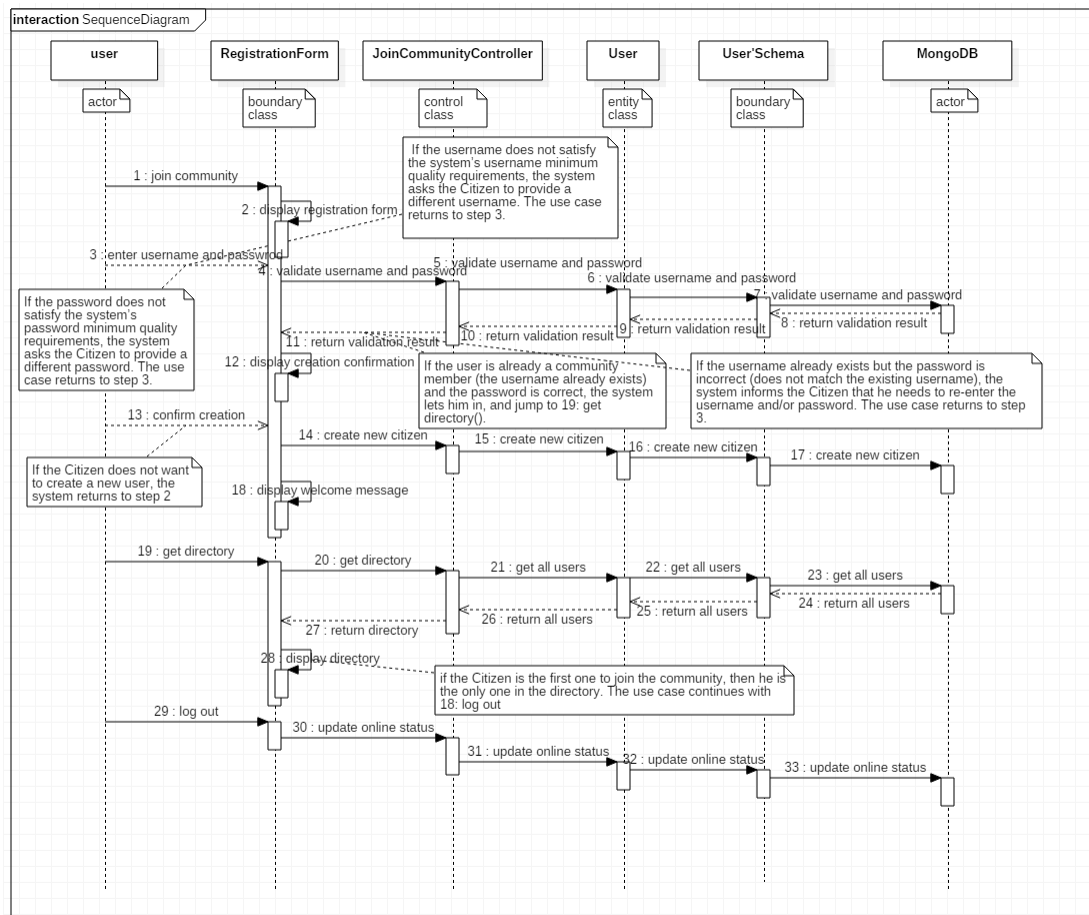 interaction SequenceDiagram
user
RegistrationForm
JoinCommunityController
User
User'Schema
MongoDB
actor
boundary
class
control
class
entity
class
boundary
class
actor
If the username does not satisfy
the system's username minimum
quality requirements, the system
asks the Citizen to provide a
different username. The use case
returns to step 3.
1 : join community
2 : display registration form
3 : enter username and passwrod
4 : validate username and password
5 : validate username and password
6 : validate username and password
7 : validate username and password
8 : return validation result
9 : return validation result
10 : return validation result
11 : return validation result
If the password does not
satisfy the system's
password minimum quality
requirements, the system
asks the Citizen to provide a
different password. The use
case returns to step 3.
12 : display creation confirmation
If the user is already a community
member (the username already exists)
and the password is correct, the system
lets him in, and jump to 19: get
directory().
If the username already exists but the password is
incorrect (does not match the existing username), the
system informs the Citizen that he needs to re-enter the
username and/or password. The use case returns to step
3.
13 : confirm creation
14 : create new citizen
15 : create new citizen
16 : create new citizen
17 : create new citizen
If the Citizen does not want
to create a new user, the
system returns to step 2
18 : display welcome message
19 : get directory
20 : get directory
21 : get all users
22 : get all users
23 : get all users
24 : return all users
25 : return all users
26 : return all users
27 : return directory
28 : display directory
if the Citizen is the first one to join the community, then he is
the only one in the directory. The use case continues with
18: log out
29 : log out
30 : update online status
31 : update online status
32 : update online status
33 : update online status